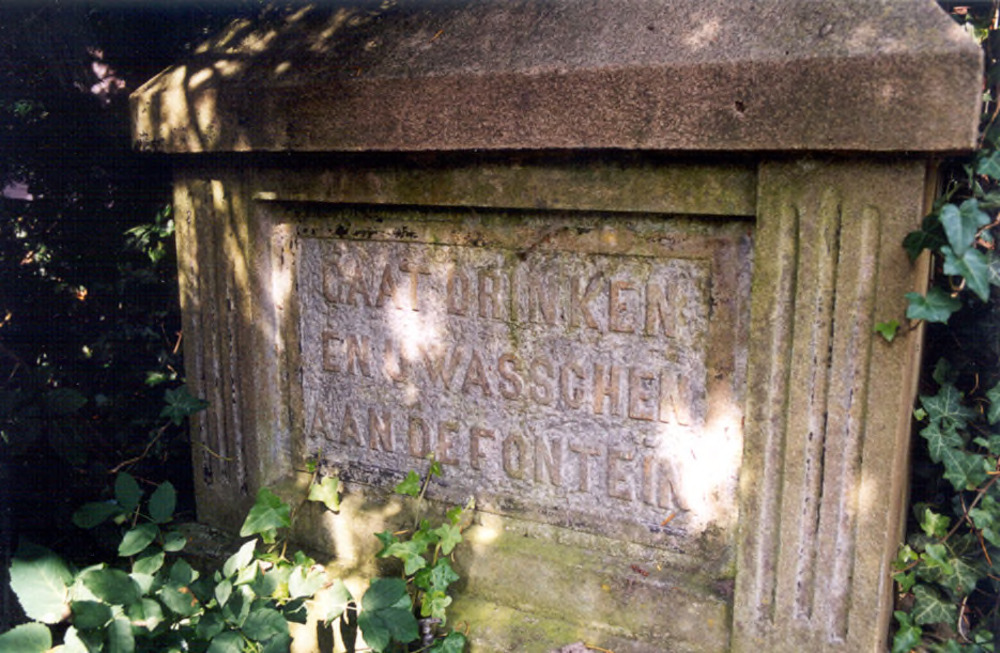 GAAT DRINKEN
EN U WASSCHEN
AAN DE FONTEIN